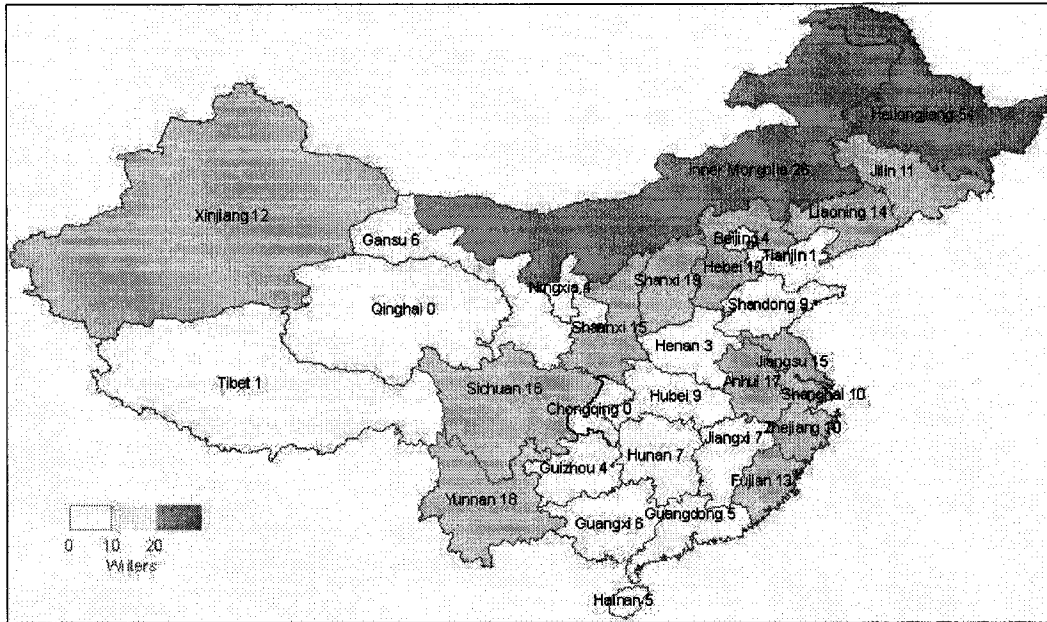 Heilongjiang
Inner Mongolia 26
Jilin 11
Liaoning 14
Xinjiang 12
Gansu 6
Beijing 4
Tianjin 1
Hebei
Shanxi 19
Ningxia 4
Qinghai 0
Shandong 9
Shaanxi 15
Henan 3
Jiangsu 15
Tibet 1
Sichuan 16
Anhui 17
Shanghai 10
Hubei 9
Chongqing 0
Zhejiang 10
Jiangxi 7
Hunan 7
Guizhou 4
Fujian 13
Yunnan 18
Guangdong 5
Guangxi 6
0 10 20
Writers
Hainan 5